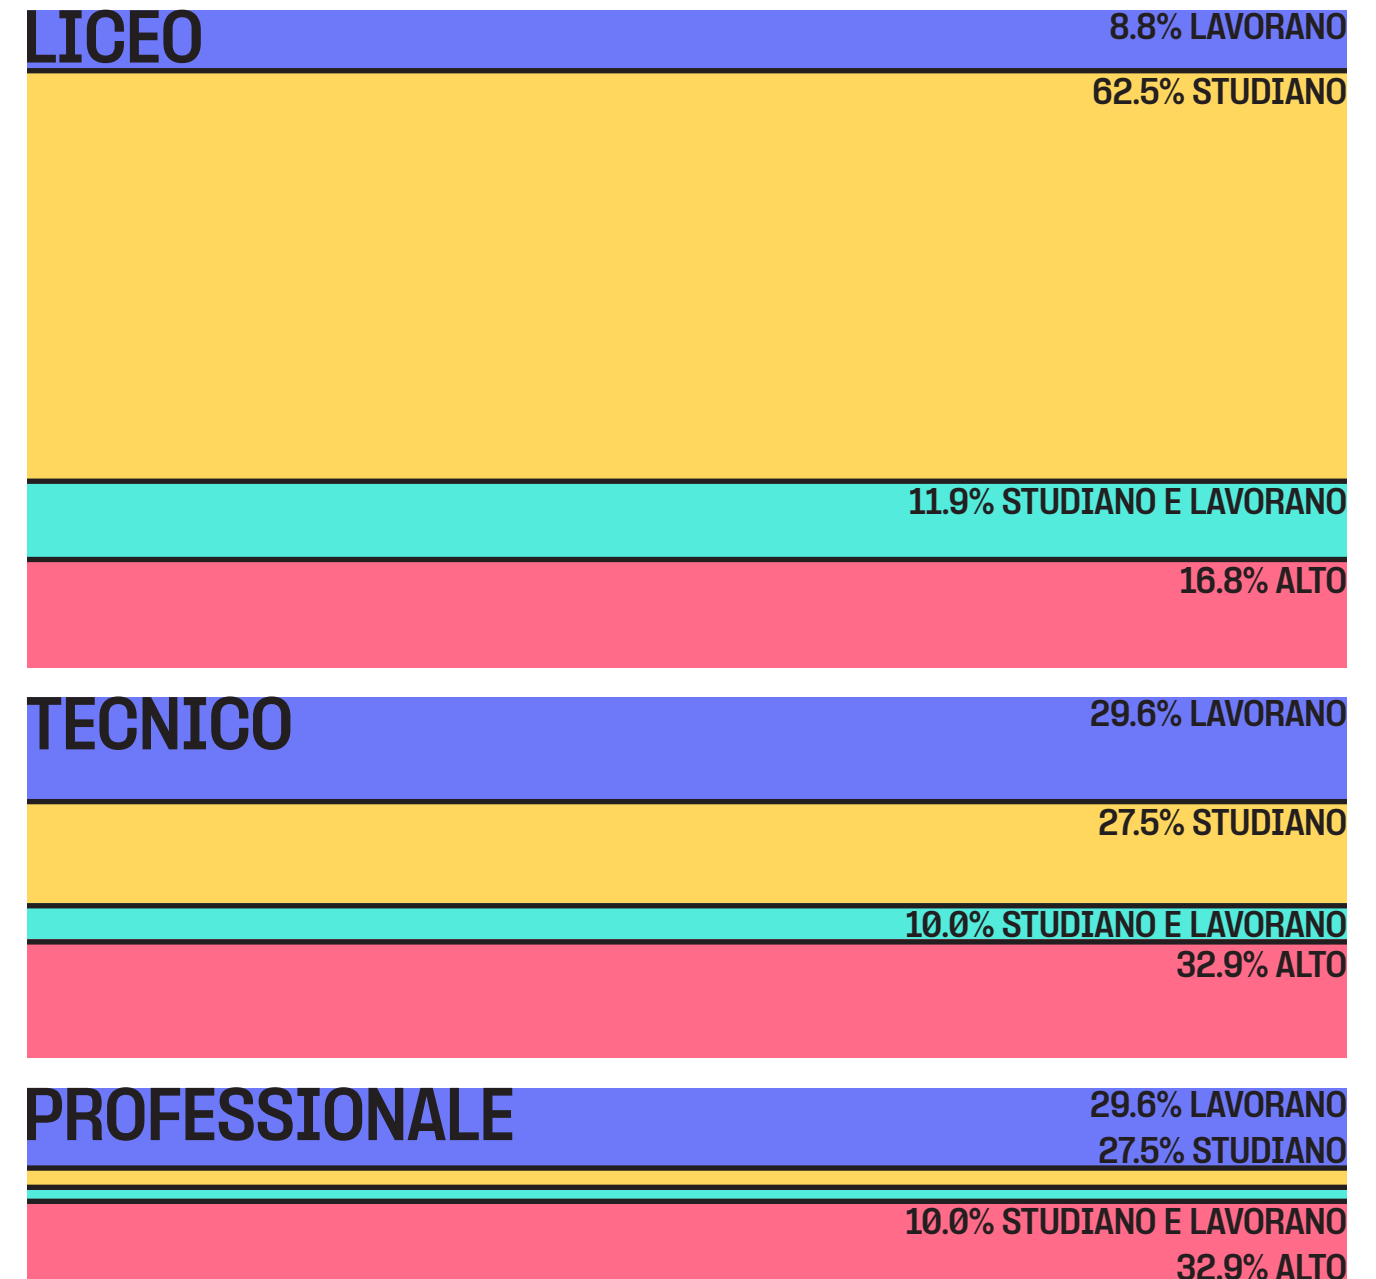 LICEO
8.8% LAVORANO
62.5% STUDIANO
11.9% STUDIANO E LAVORANO
16.8% ALTO
TECNICO
29.6% LAVORANO
27.5% STUDIANO
10.0% STUDIANO E LAVORANO
32.9% ALTO
PROFESSIONALE
29.6% LAVORANO
27.5% STUDIANO
10.0% STUDIANO E LAVORANO
32.9% ALTO